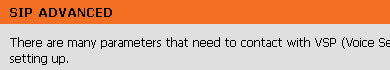 SIP ADVANCED
There are many parameters that need to contact with VSP (Voice Se
setting up.